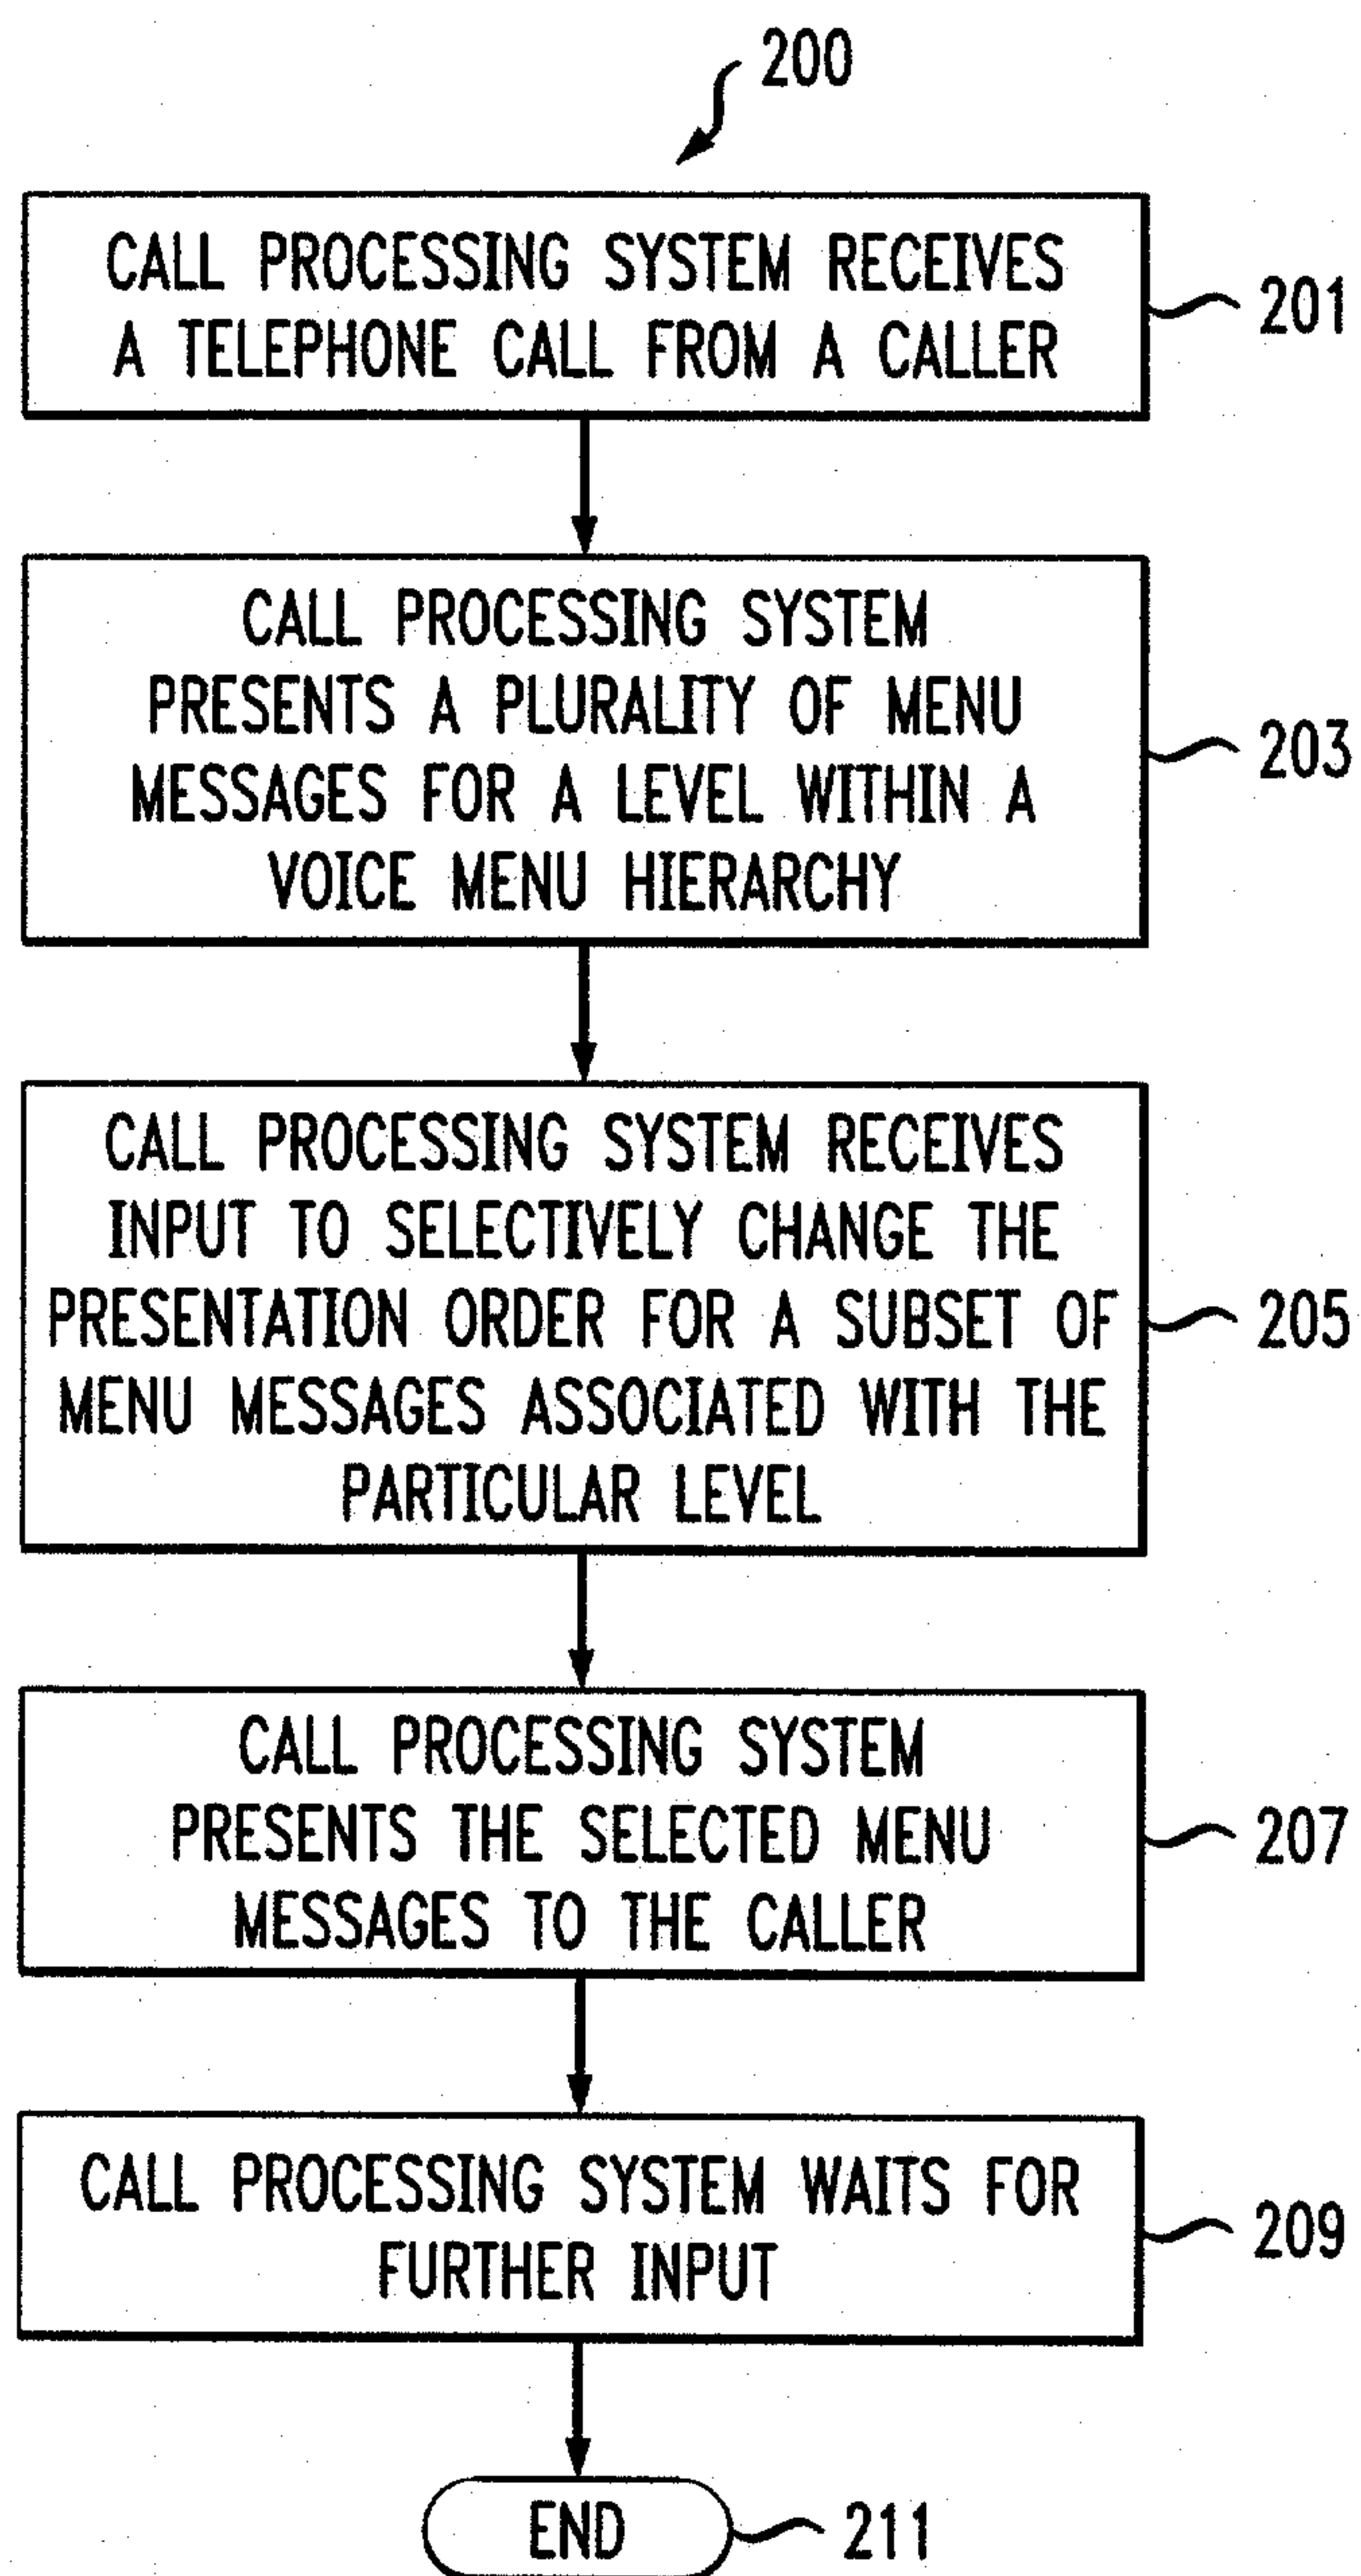 200
CALL PROCESSING SYSTEM RECEIVES
A TELEPHONE CALL FROM A CALLER
201
CALL PROCESSING SYSTEM
PRESENTS A PLURALITY OF MENU
MESSAGES FOR A LEVEL WITHIN A
VOICE MENU HIERARCHY
203
CALL PROCESSING SYSTEM RECEIVES
INPUT TO SELECTIVELY CHANGE THE
PRESENTATION ORDER FOR A SUBSET OF
MENU MESSAGES ASSOCIATED WITH THE
PARTICULAR LEVEL
205
CALL PROCESSING SYSTEM
PRESENTS THE SELECTED MENU
MESSAGES TO THE CALLER
207
CALL PROCESSING SYSTEM WAITS FOR
FURTHER INPUT
209
END
211